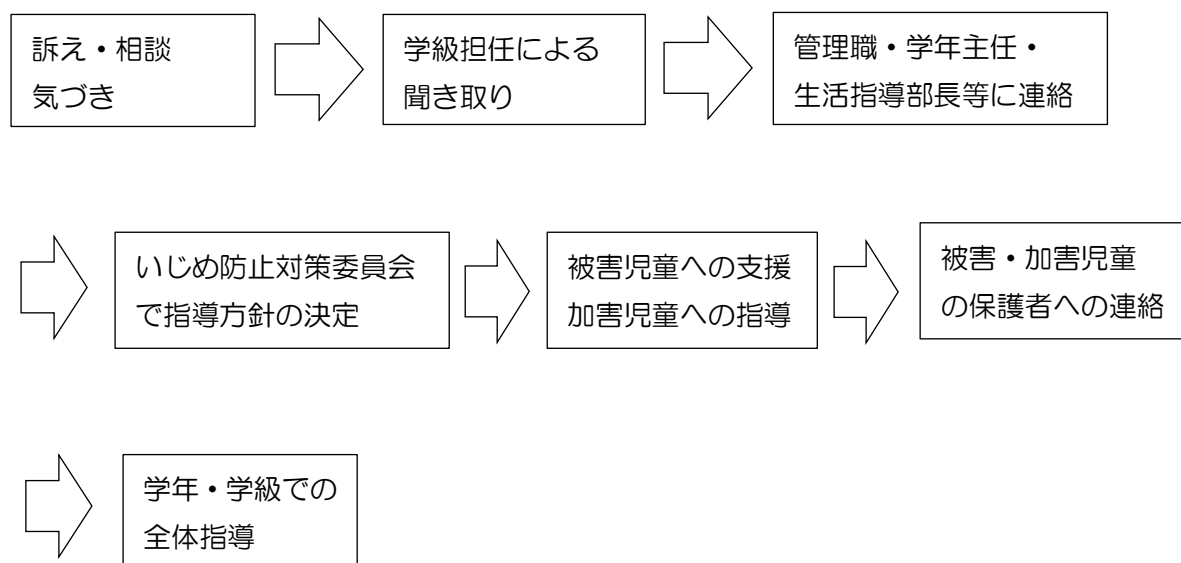 訴え・相談
気づき
学級担任による
聞き取り
管理職・学年主任・
生活指導部長等に連絡
いじめ防止対策委員会
で指導方針の決定
被害児童への支援
加害児童への指導
被害・加害児童
の保護者への連絡
学年・学級での
全体指導